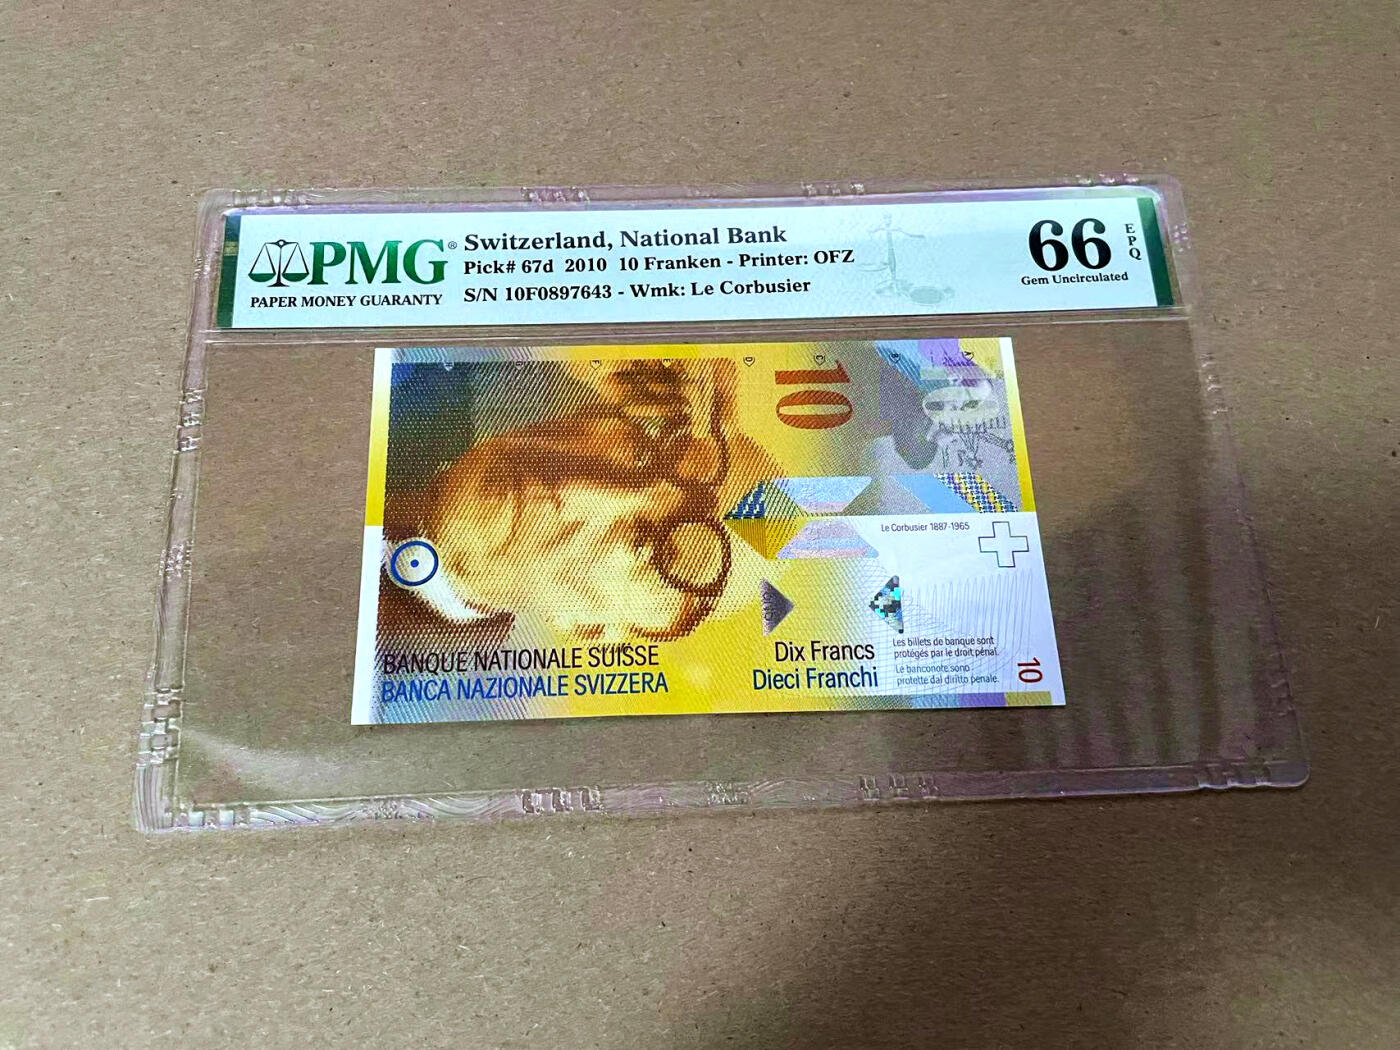 PMG®
PAPER MONEY GUARANTY
Switzerland, National Bank
Pick# 67d 2010 10 Franken - Printer: OFZ
S/N 10F0897643 - Wmk: Le Corbusier
66
EPQ
Gem Uncirculated
10
Le Corbusier 1887-1965
BANQUE NATIONALE SUISSE
BANCA NAZIONALE SVIZZERA
Dix Francs
Dieci Franchi
Les billets de banque sont
protégés par le droit pénal.
Le banconote sono
protette dal diritto penale.
10